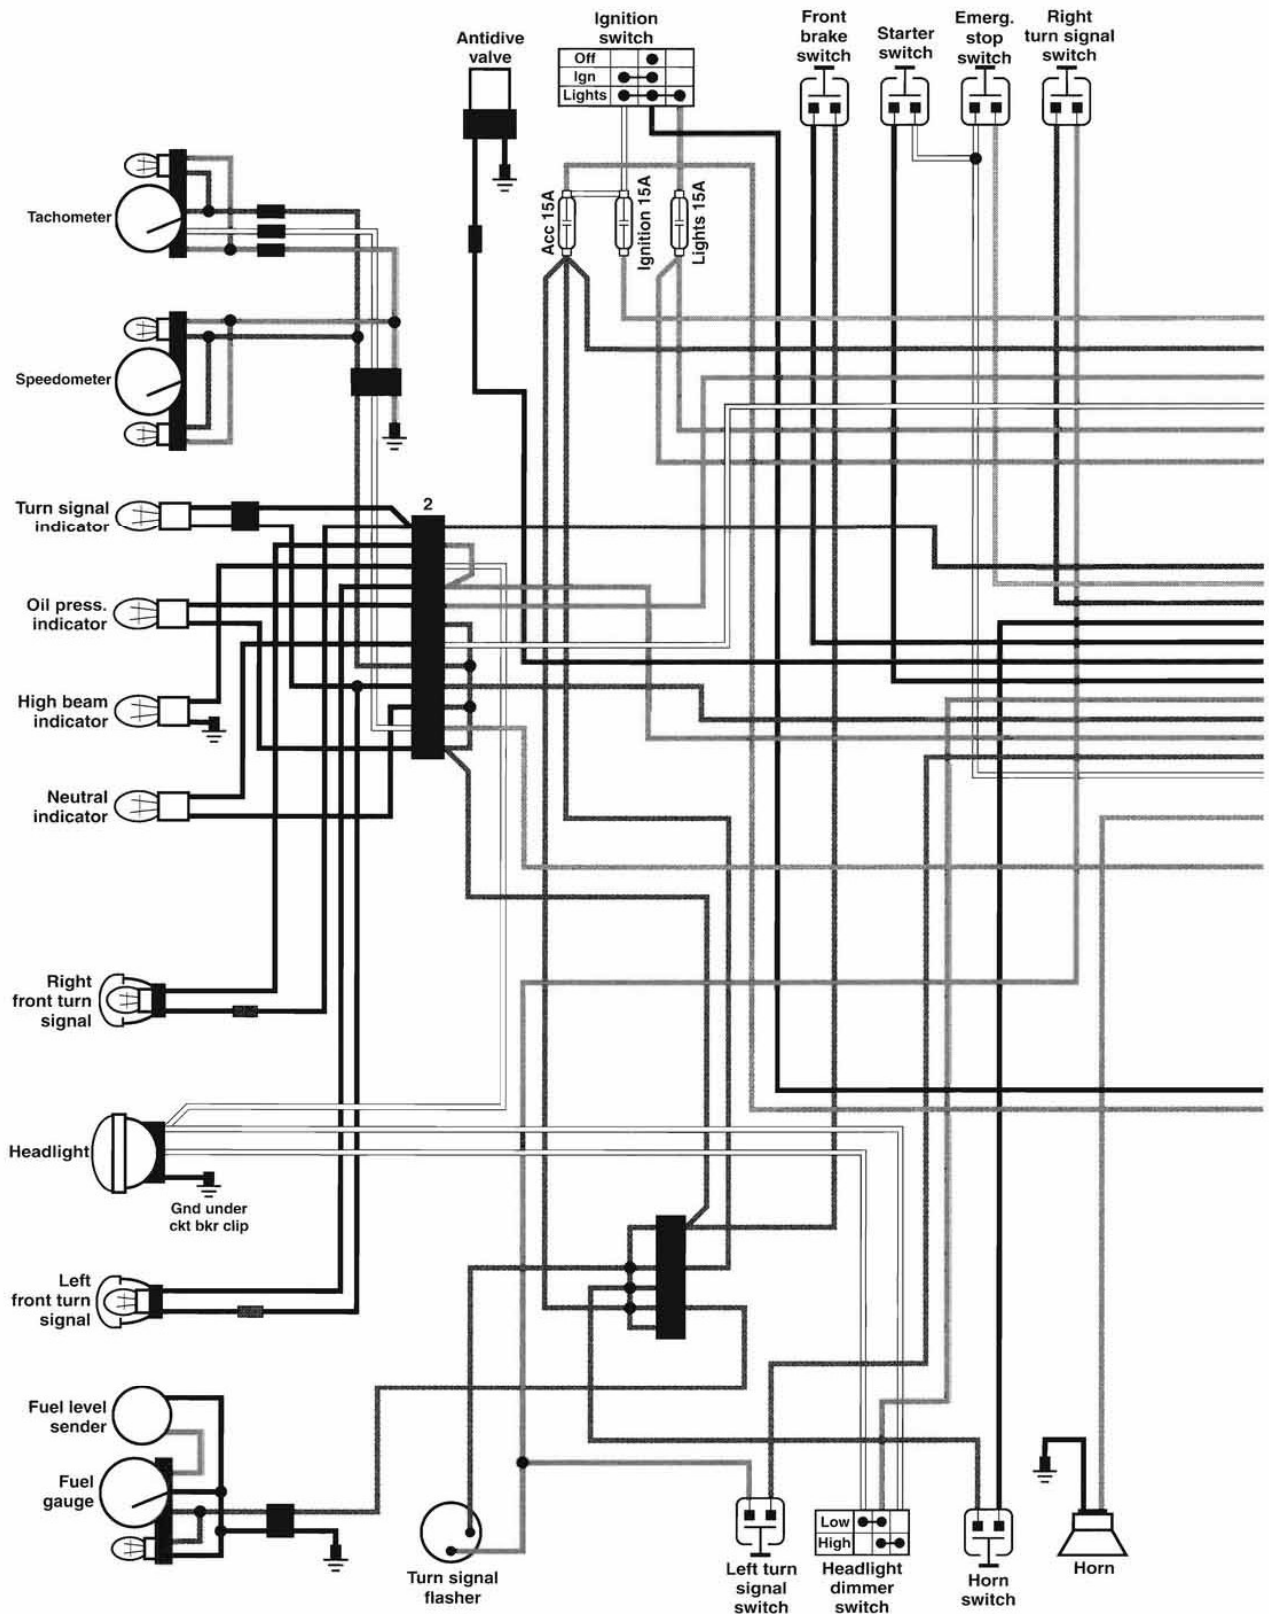 Ignition
switch
Off
Ign
Lights
Antidive
valve
Front
brake
switch
Starter
switch
Emerg.
stop
switch
Right
turn signal
switch
Acc 15A
Ignition 15A
Lights 15A
Tachometer
Speedometer
Turn signal
indicator
2
Oil press.
indicator
High beam
indicator
Neutral
indicator
Right
front turn
signal
Headlight
Gnd under
ckt bkr clip
Left
front turn
signal
Fuel level
sender
Fuel
gauge
Turn signal
flasher
Left turn
signal
switch
Low
High
Headlight
dimmer
switch
Horn
switch
Horn